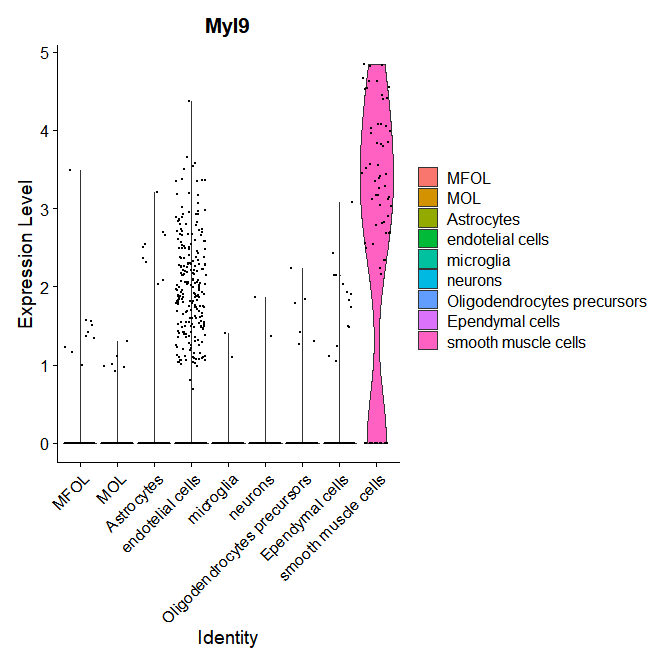 Myl9
Expression Level
5
4
3
2
1
0
MFOL
MOL
Astrocytes
endotelial cells
microglia
neurons
Oligodendrocytes precursors
Ependymal cells
smooth muscle cells
Identity
MFOL
MOL
Astrocytes
endotelial cells
microglia
neurons
Oligodendrocytes precursors
Ependymal cells
smooth muscle cells